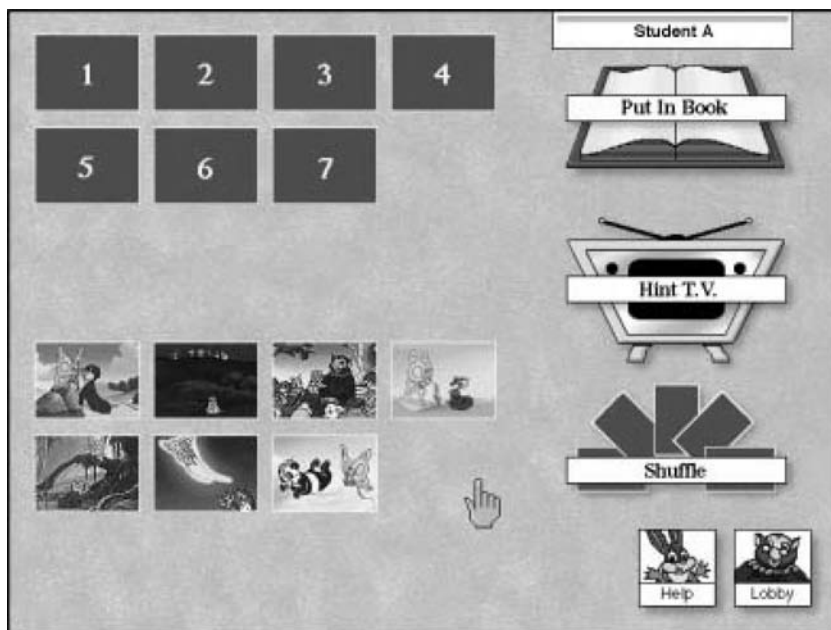 Student A
1 2 3 4
Put In Book
5 6 7
Hint T.V.
Shuffle
Help Lobby